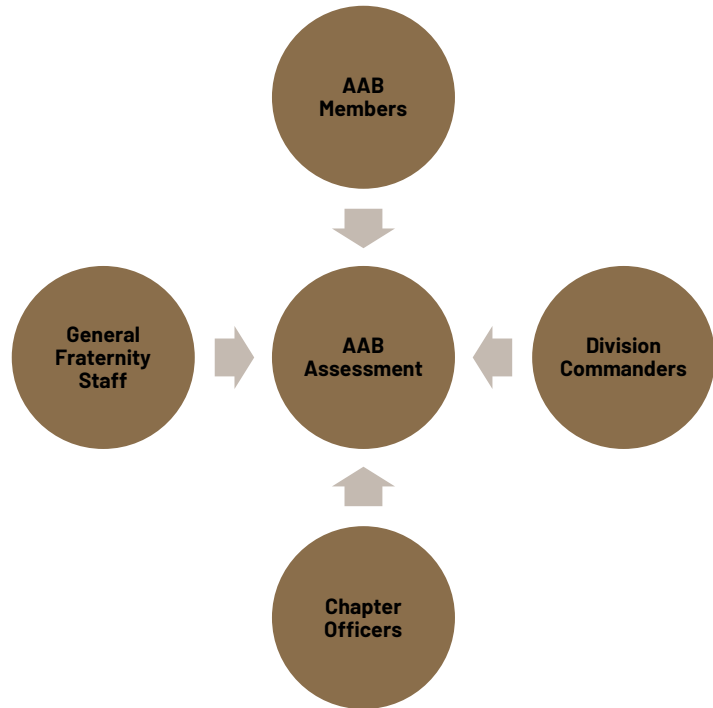 AAB
Members
General
Fraternity
Staff
AAB
Assessment
Division
Commanders
Chapter
Officers